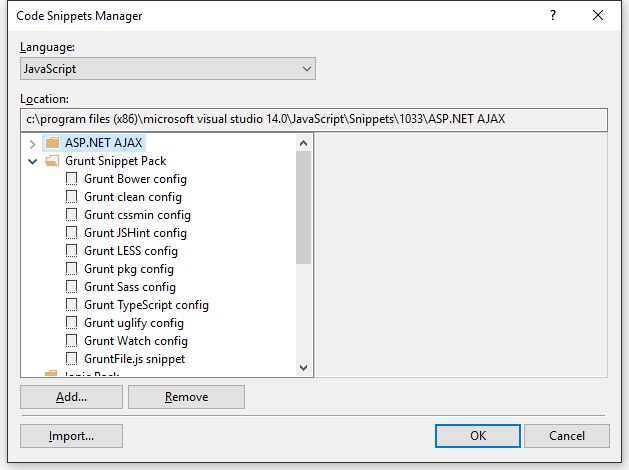 Code Snippets Manager
Language:
JavaScript
Location:
c:\program files (x86)\microsoft visual studio 14.0\JavaScript\Snippets\1033\ASP.NET AJAX
ASP.NET AJAX
Grunt Snippet Pack
Grunt Bower config
Grunt clean config
Grunt cssmin config
Grunt JSHint config
Grunt LESS config
Grunt pkg config
Grunt Sass config
Grunt TypeScript config
Grunt uglify config
Grunt Watch config
GruntFile.js snippet
Ionic Pack
Add... Remove
Import... OK Cancel